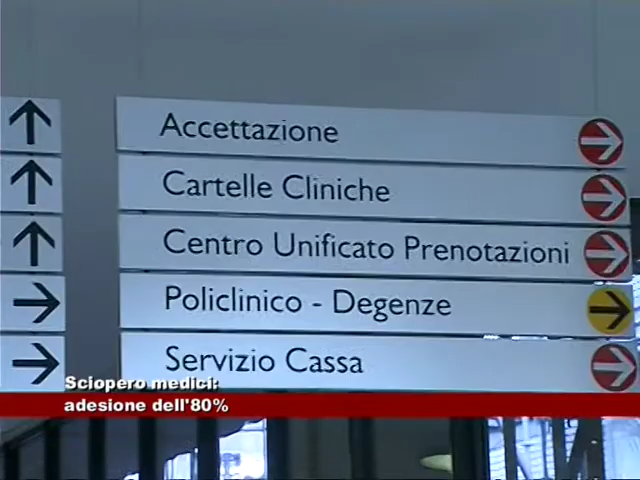 Accettazione
Cartelle Cliniche
Centro Unificato Prenotazioni
Policlinico - Degenze
Servizio Cassa
Sciopero medici:
adesione dell'80%